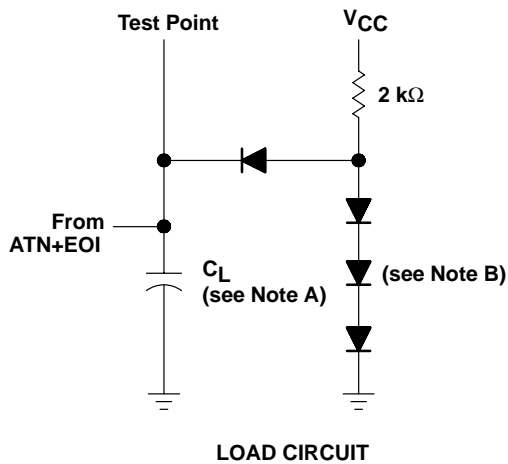 Test Point
VCC
2 kΩ
From
ATN+EOI
CL
(see Note A)
(see Note B)
LOAD CIRCUIT